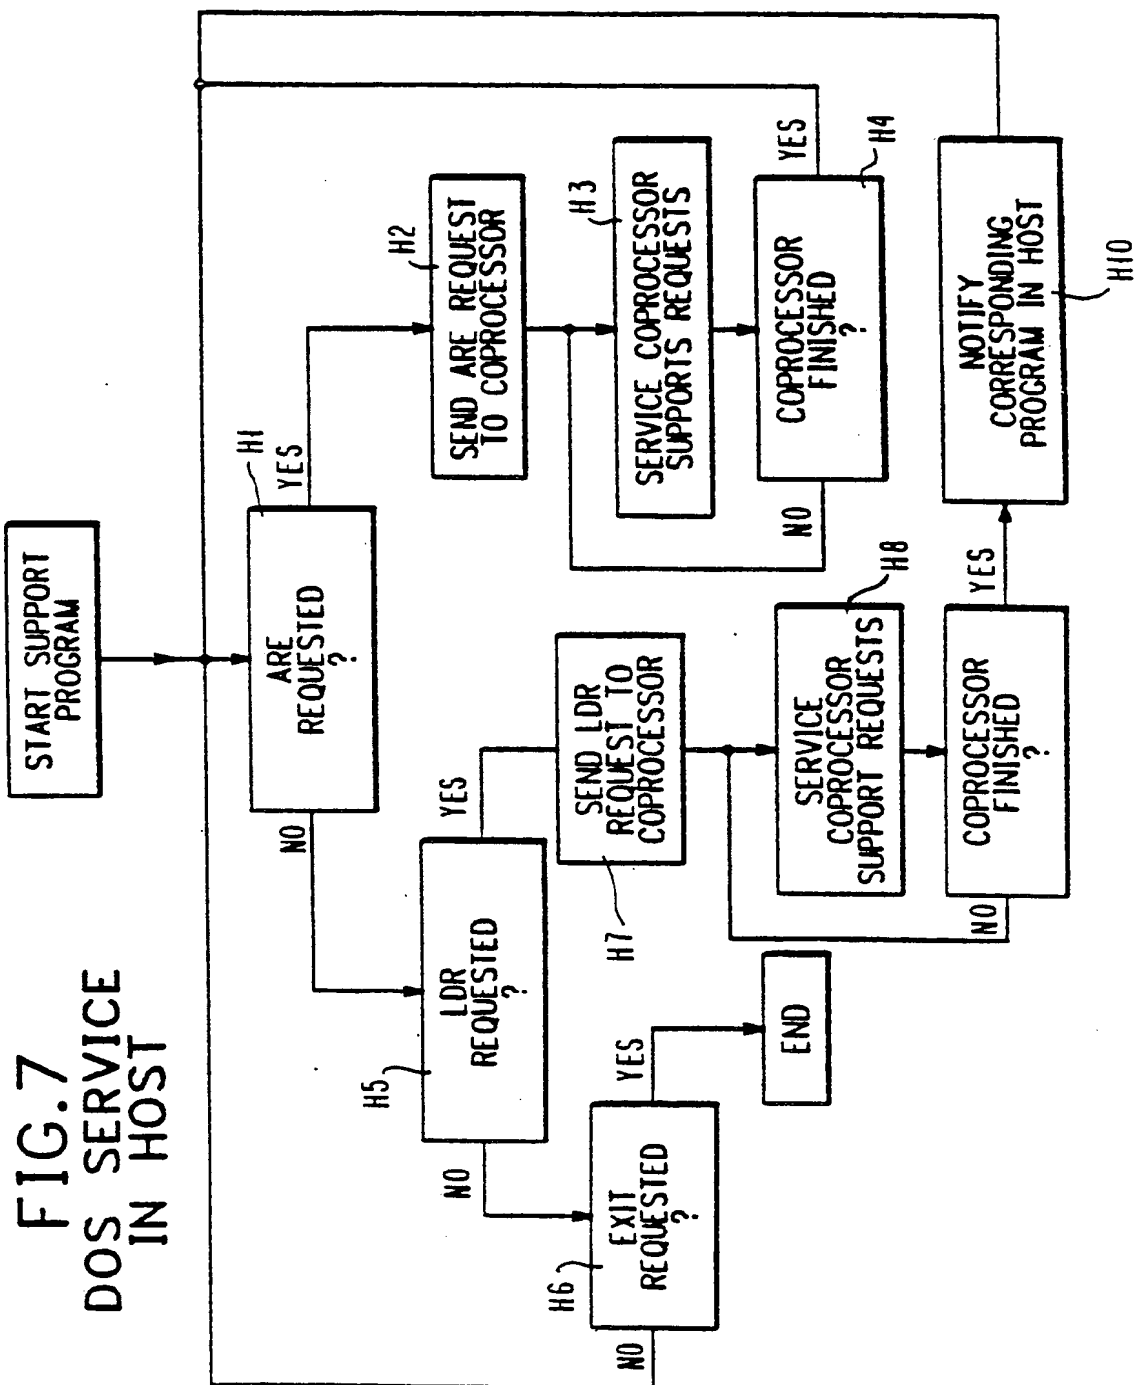 FIG.7
DOS SERVICE
IN HOST
START SUPPORT
PROGRAM
H1
ARE
REQUESTED
?
YES
NO
H2
SEND ARE REQUEST
TO COPROCESSOR
H3
SERVICE COPROCESSOR
SUPPORTS REQUESTS
H4
COPROCESSOR
FINISHED
?
YES
NO
H5
LDR
REQUESTED
?
YES
NO
H7
SEND LDR
REQUEST TO
COPROCESSOR
H8
SERVICE
COPROCESSOR
SUPPORT REQUESTS
COPROCESSOR
FINISHED
?
YES
NO
H10
NOTIFY
CORRESPONDING
PROGRAM IN HOST
H6
EXIT
REQUESTED
?
YES
NO
END